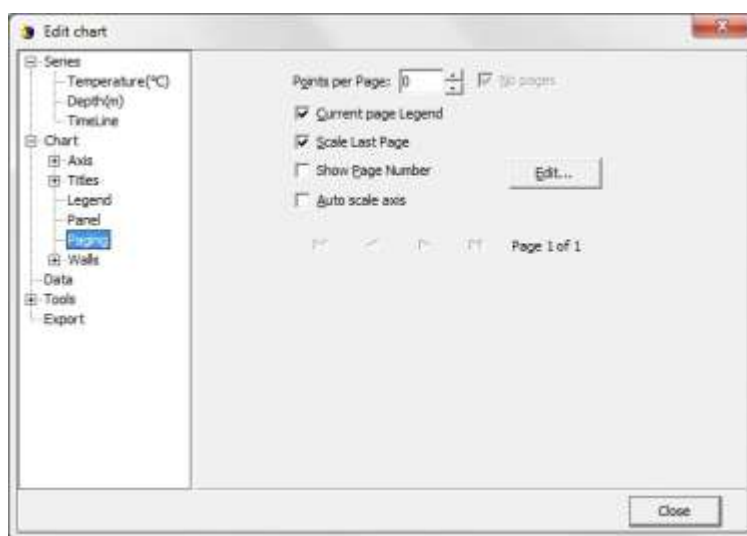 Edit chart
Series
Temperature(°C)
Depth(m)
TimeLine
Chart
Axis
Titles
Legend
Panel
Paging
Walls
Data
Tools
Export
Points per Page: 0
No pages
Current page Legend
Scale Last Page
Show Page Number
Edit...
Auto scale axis
Page 1 of 1
Close